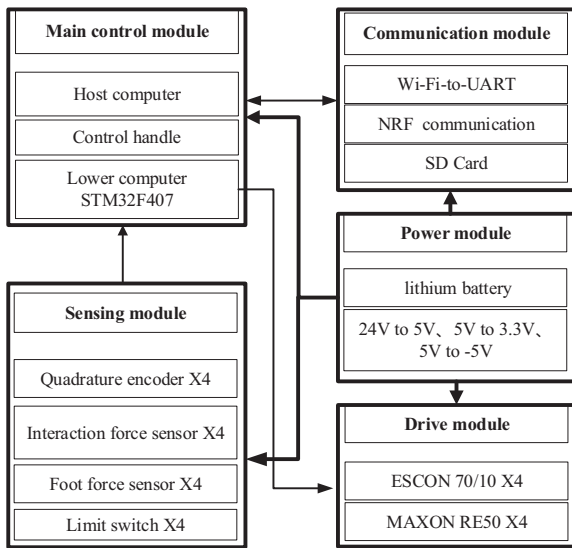 Main control module
Host computer
Control handle
Lower computer
STM32F407
Sensing module
Quadrature encoder X4
Interaction force sensor X4
Foot force sensor X4
Limit switch X4
Communication module
Wi-Fi-to-UART
NRF communication
SD Card
Power module
lithium battery
24V to 5V、5V to 3.3V、
5V to -5V
Drive module
ESCON 70/10 X4
MAXON RE50 X4